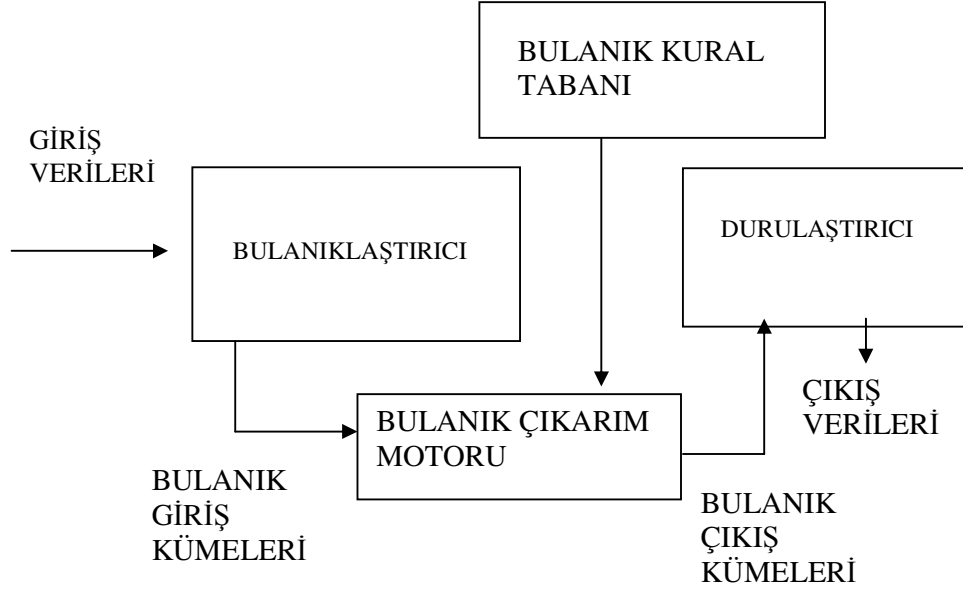 BULANIK KURAL
TABANI
GİRİŞ
VERİLERİ
BULANIKLAŞTIRICI
DURULAŞTIRICI
BULANIK ÇIKARIM
MOTORU
ÇIKIŞ
VERİLERİ
BULANIK
GİRİŞ
KÜMELERİ
BULANIK
ÇIKIŞ
KÜMELERİ